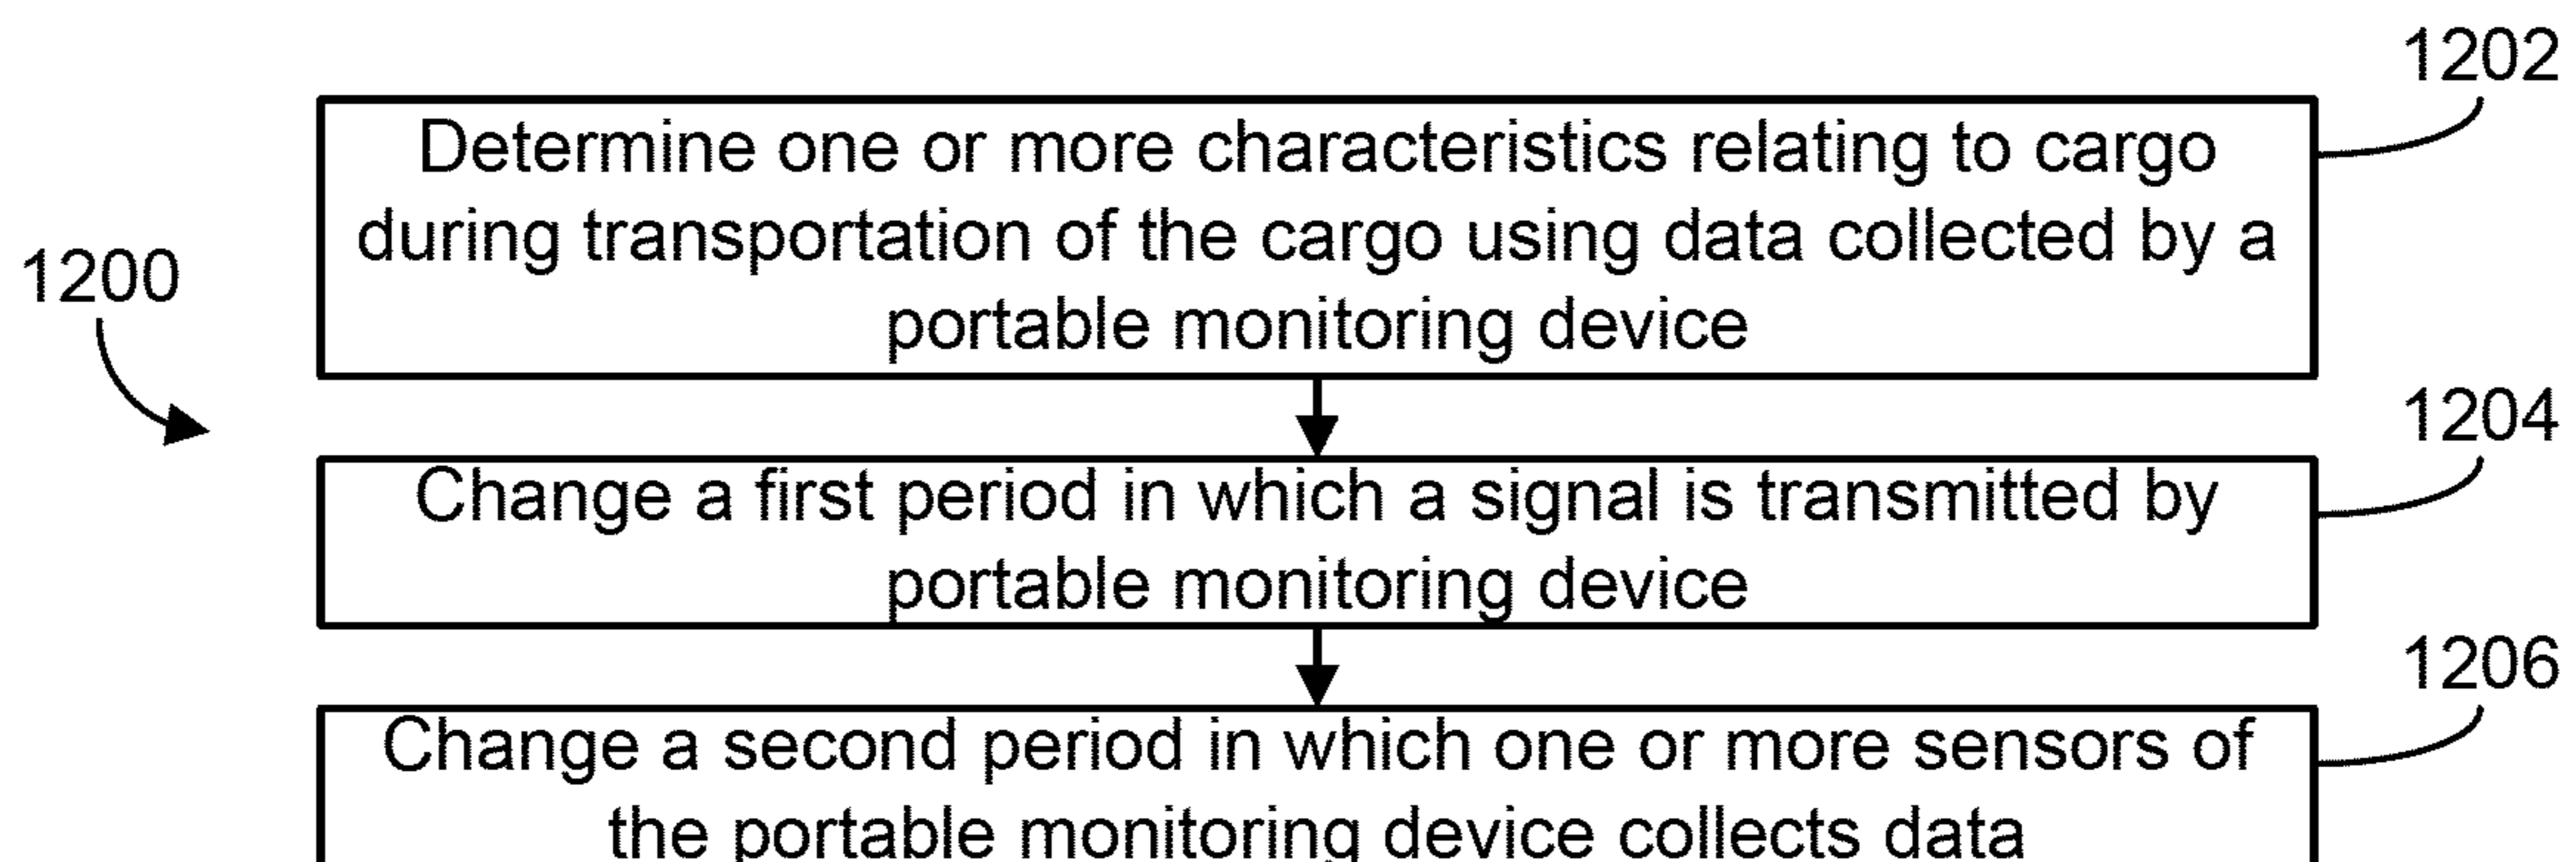 1202
Determine one or more characteristics relating to cargo
during transportation of the cargo using data collected by a
portable monitoring device
1200
1204
Change a first period in which a signal is transmitted by
portable monitoring device
1206
Change a second period in which one or more sensors of
the portable monitoring device collects data